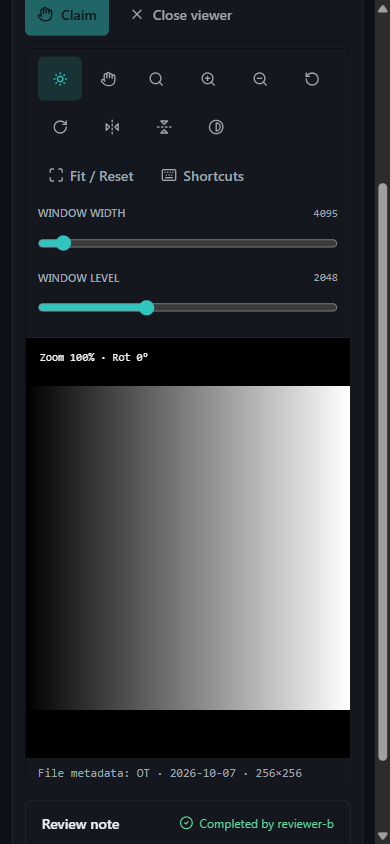 Claim Close viewer
Fit / Reset Shortcuts
WINDOW WIDTH 4095
WINDOW LEVEL 2048
Zoom 100% · Rot 0°
File metadata: OT · 2026-10-07 · 256×256
Review note Completed by reviewer-b